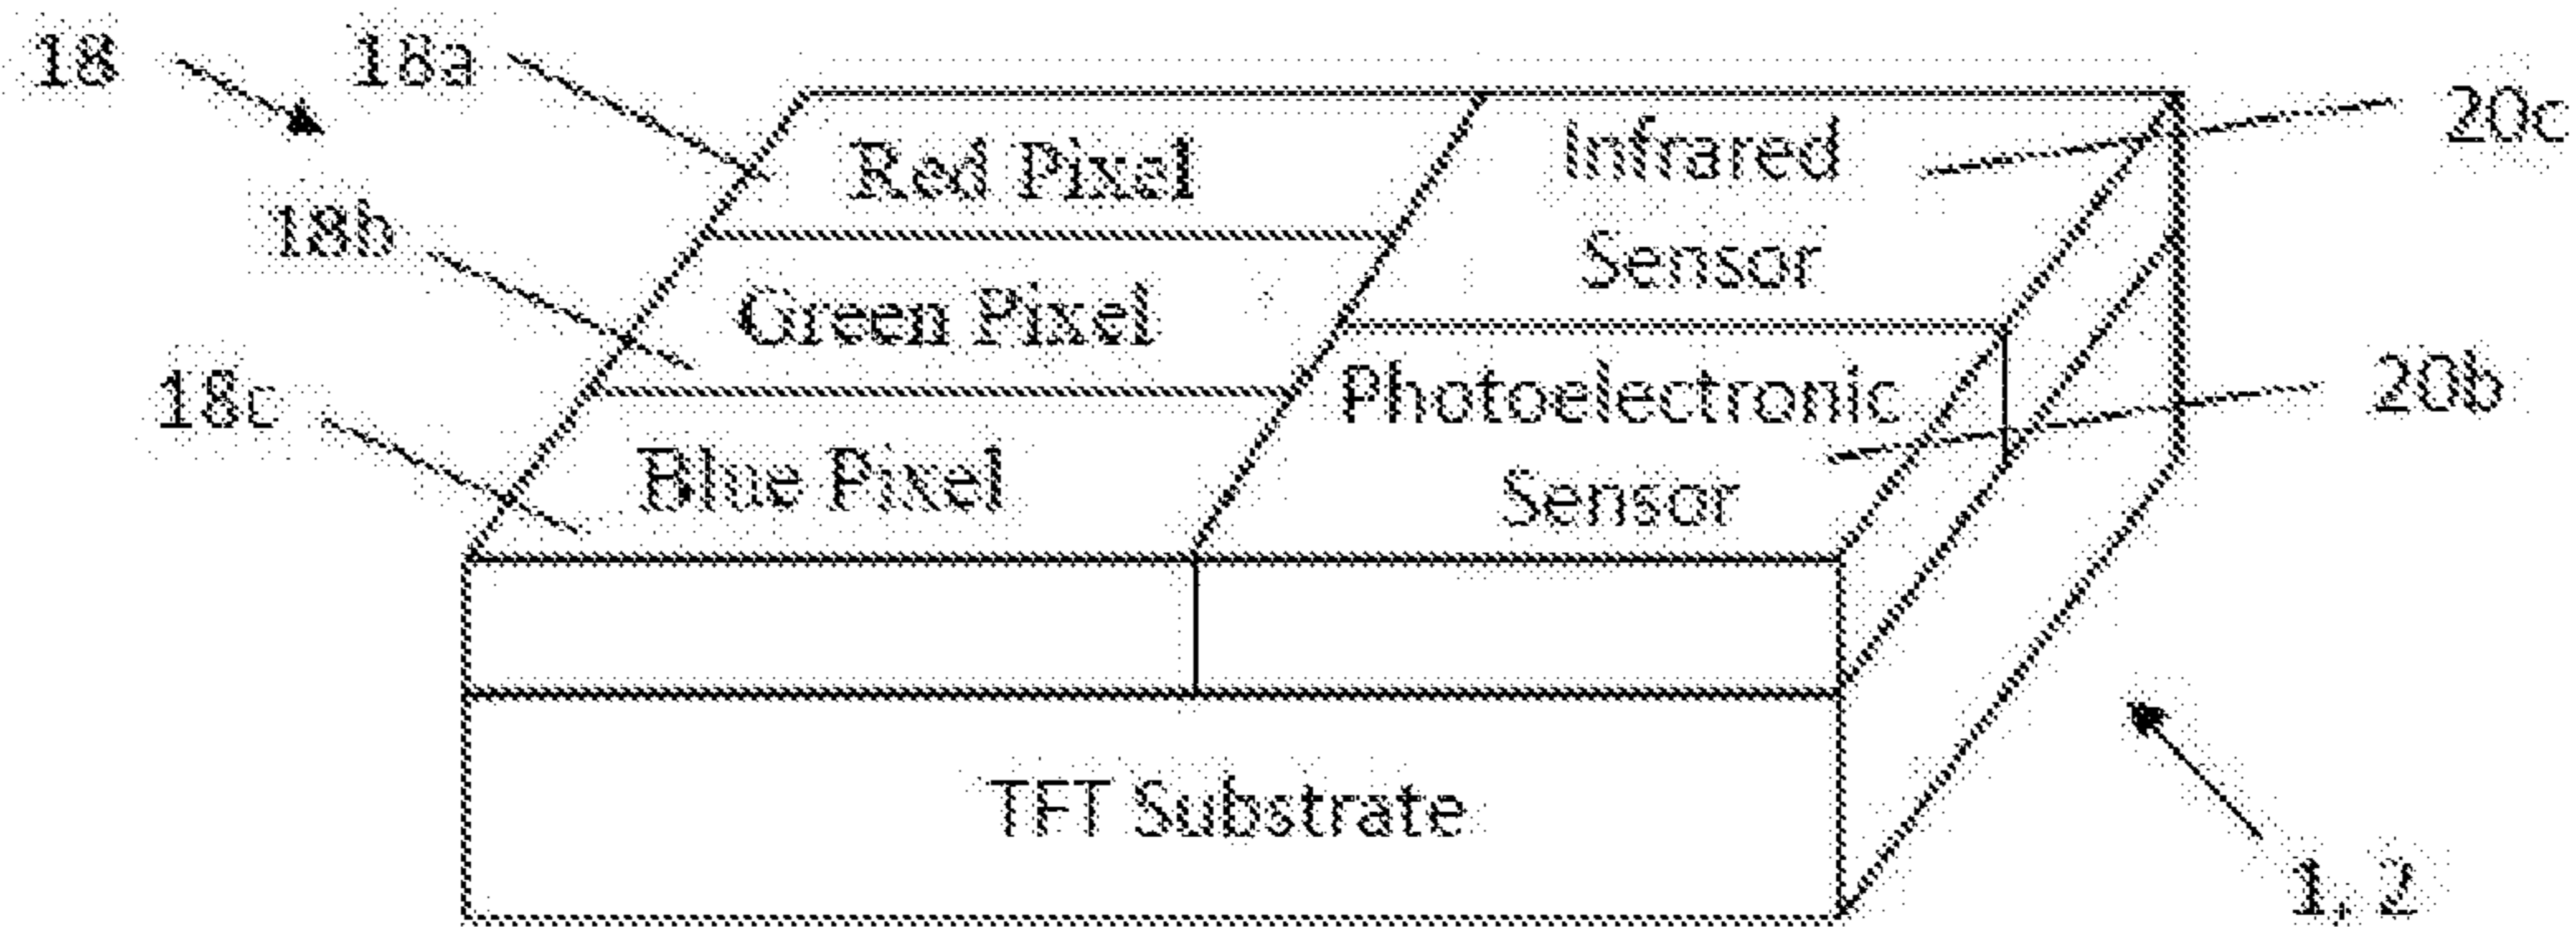 18
18a
Red Pixel
Infrared
Sensor
20c
18b
Green Pixel
18c
Blue Pixel
Photoelectronic
Sensor
20b
TFT Substrate
1, 2